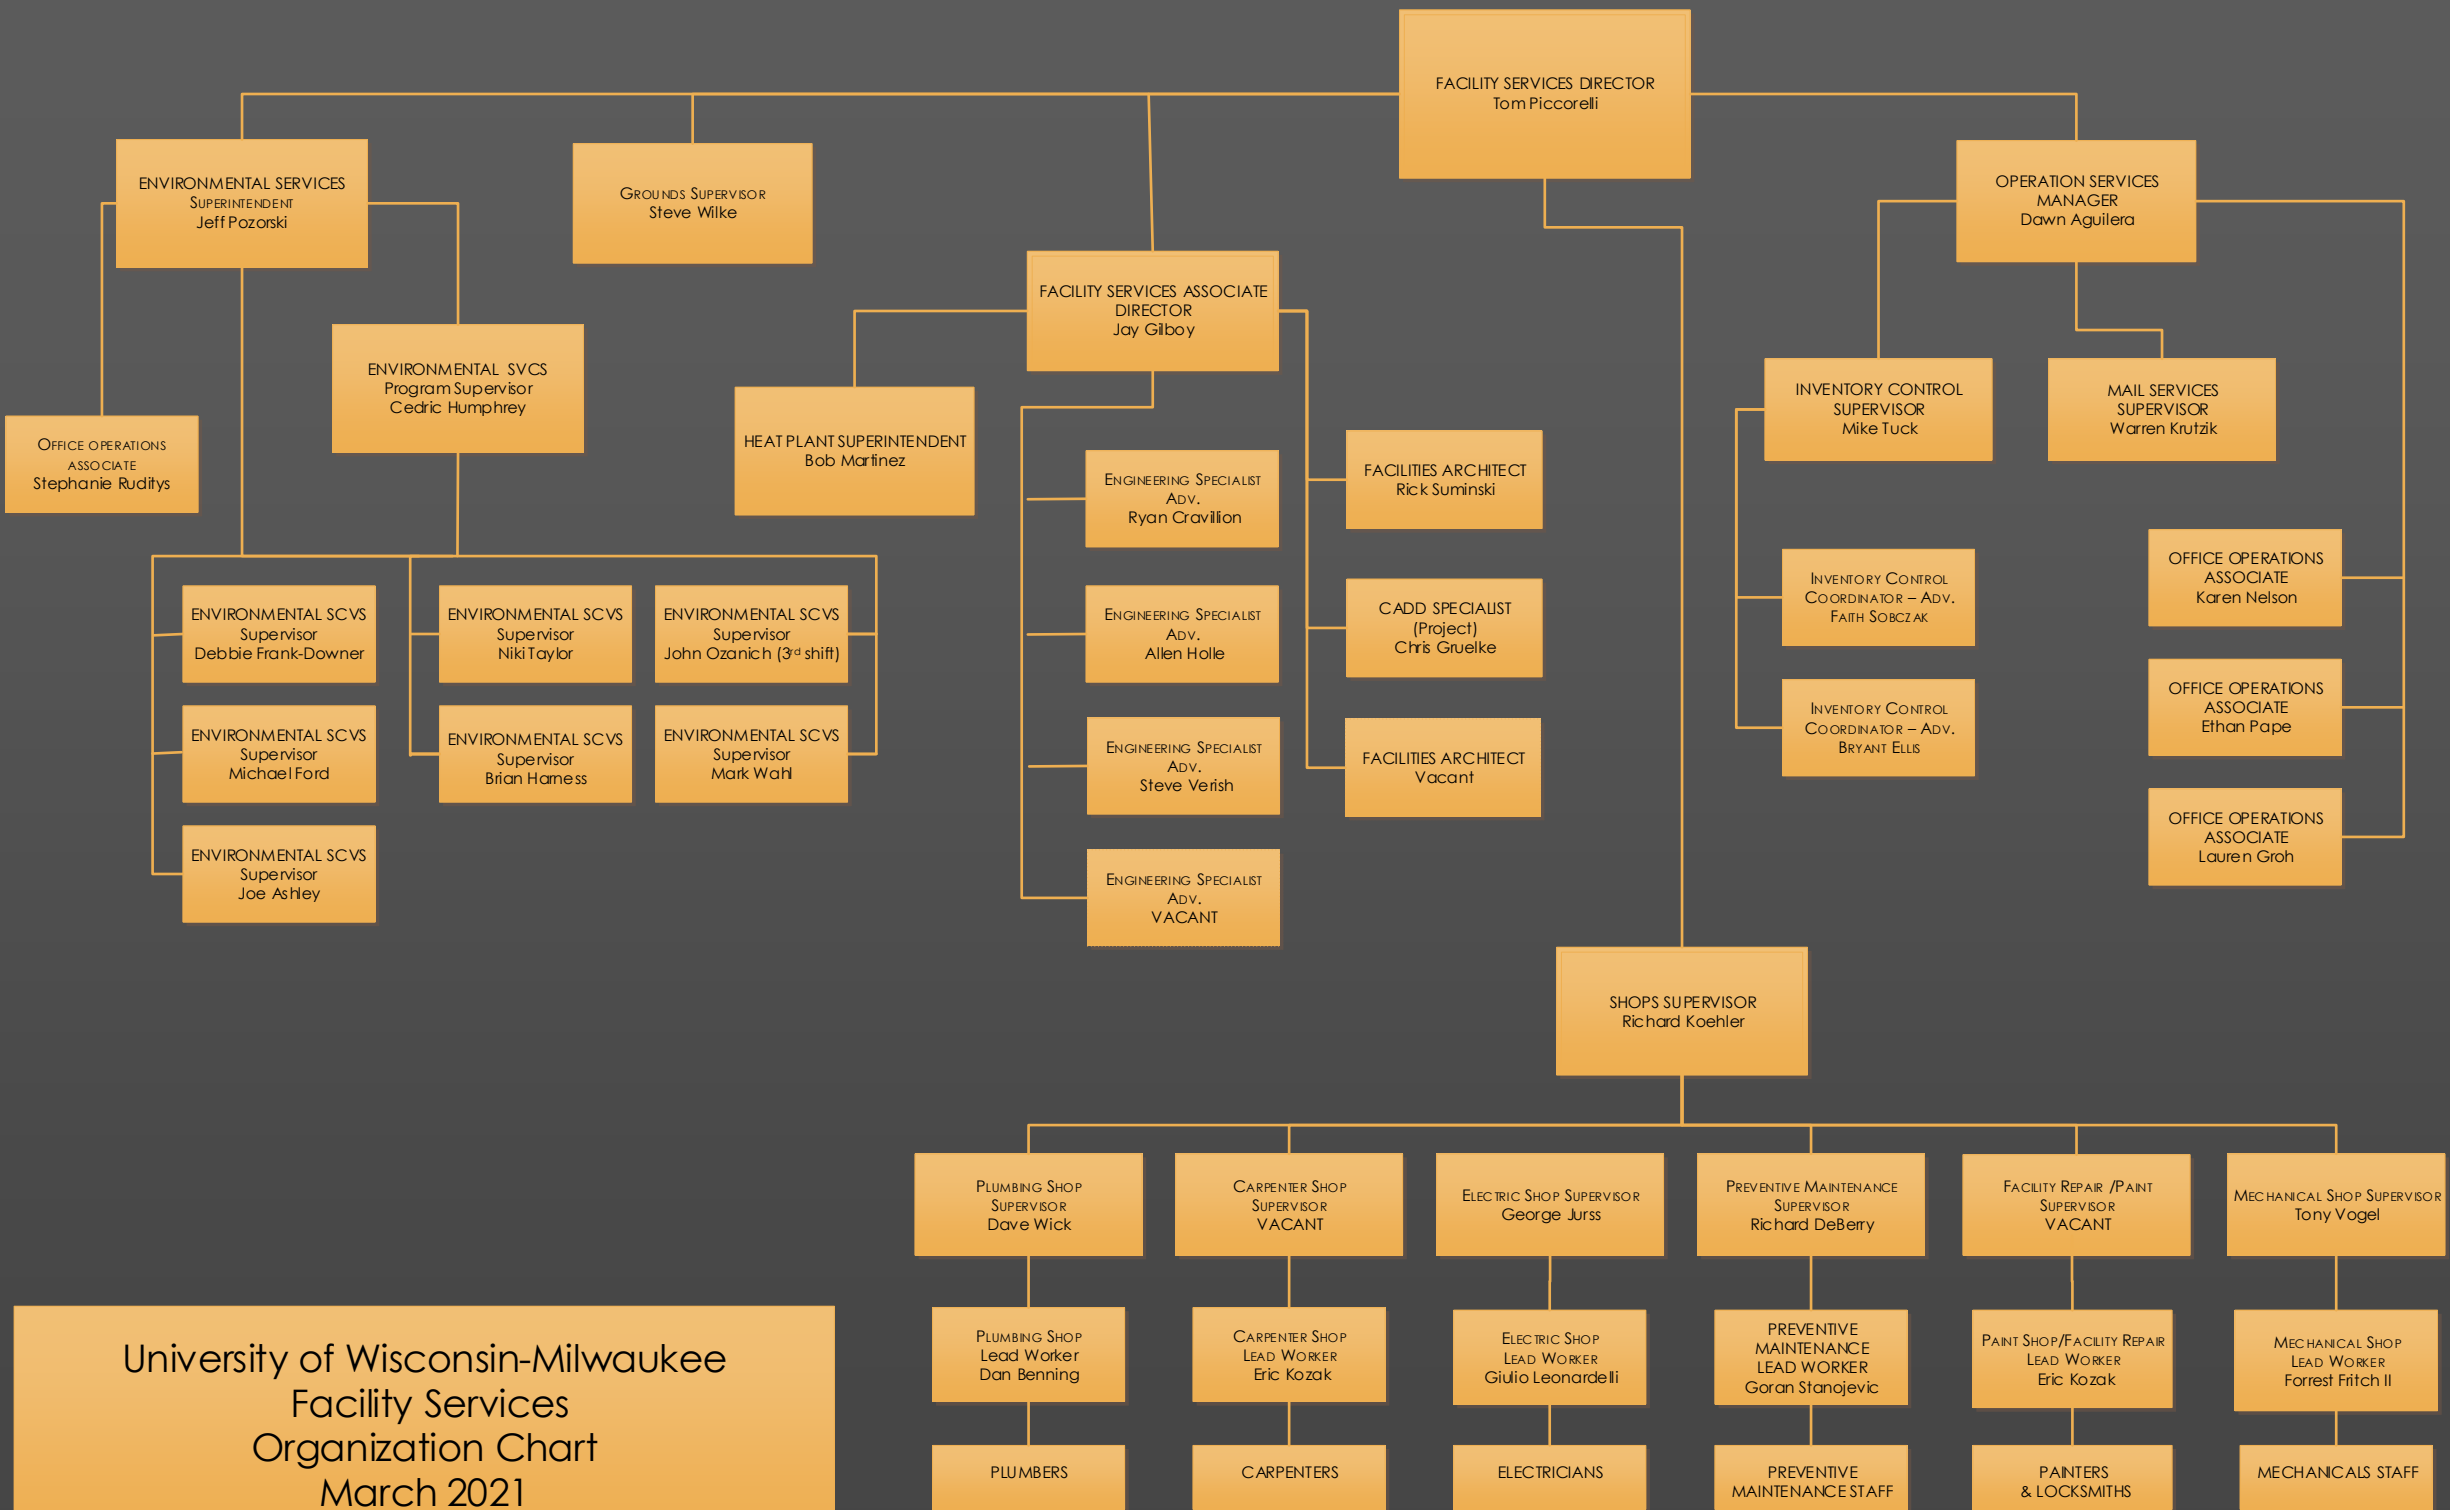 FACILITY SERVICES DIRECTOR
Tom Piccorelli
ENVIRONMENTAL SERVICES
Superintendent
Jeff Pozorski
Grounds Supervisor
Steve Wilke
OPERATION SERVICES
MANAGER
Dawn Aguilera
FACILITY SERVICES ASSOCIATE
DIRECTOR
Jay Gilboy
ENVIRONMENTAL SVCS
Program Supervisor
Cedric Humphrey
Office operations
associate
Stephanie Ruditys
HEAT PLANT SUPERINTENDENT
Bob Martinez
INVENTORY CONTROL
SUPERVISOR
Mike Tuck
MAIL SERVICES
SUPERVISOR
Warren Krutzik
Engineering Specialist
Adv.
Ryan Cravillion
FACILITIES ARCHITECT
Rick Suminski
ENVIRONMENTAL SCVS
Supervisor
Debbie Frank-Downer
ENVIRONMENTAL SCVS
Supervisor
Niki Taylor
ENVIRONMENTAL SCVS
Supervisor
John Ozanich (3rd shift)
Engineering Specialist
Adv.
Allen Holle
CADD SPECIALIST
(Project)
Chris Gruelke
Inventory Control
Coordinator – Adv.
Faith Sobczak
OFFICE OPERATIONS
ASSOCIATE
Karen Nelson
ENVIRONMENTAL SCVS
Supervisor
Michael Ford
ENVIRONMENTAL SCVS
Supervisor
Brian Harness
ENVIRONMENTAL SCVS
Supervisor
Mark Wahl
Engineering Specialist
Adv.
Steve Verish
FACILITIES ARCHITECT
Vacant
Inventory Control
Coordinator – Adv.
Bryant Ellis
OFFICE OPERATIONS
ASSOCIATE
Ethan Pape
ENVIRONMENTAL SCVS
Supervisor
Joe Ashley
Engineering Specialist
Adv.
VACANT
OFFICE OPERATIONS
ASSOCIATE
Lauren Groh
SHOPS SUPERVISOR
Richard Koehler
Plumbing Shop
Supervisor
Dave Wick
Carpenter Shop
Supervisor
VACANT
Electric Shop Supervisor
George Jurss
Preventive Maintenance
Supervisor
Richard DeBerry
Facility Repair /Paint
Supervisor
VACANT
Mechanical Shop Supervisor
Tony Vogel
Plumbing Shop
Lead Worker
Dan Benning
Carpenter Shop
Lead Worker
Eric Kozak
Electric Shop
Lead Worker
Giulio Leonardelli
PREVENTIVE
MAINTENANCE
LEAD WORKER
Goran Stanojevic
Paint Shop/Facility Repair
Lead Worker
Eric Kozak
Mechanical Shop
Lead Worker
Forrest Fritch II
PLUMBERS
CARPENTERS
ELECTRICIANS
PREVENTIVE
MAINTENANCE STAFF
PAINTERS
& LOCKSMITHS
MECHANICALS STAFF
University of Wisconsin-Milwaukee
Facility Services
Organization Chart
March 2021